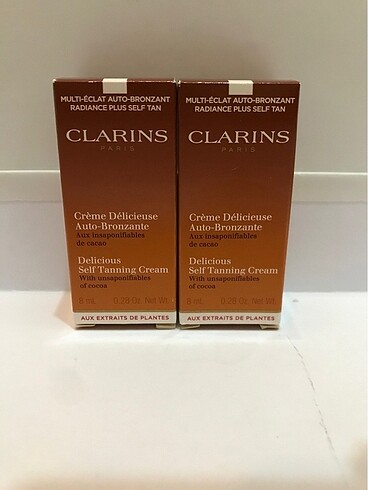 MULTI-ÉCLAT AUTO-BRONZANT
RADIANCE PLUS SELF TAN
CLARINS
PARIS
Crème Délicieuse
Auto-Bronzante
Aux insaponifiables
de cacao
Delicious
Self Tanning Cream
With unsaponifiables
of cocoa
8 mL 0.28 Oz. Net Wt.
AUX EXTRAITS DE PLANTES
MULTI-ÉCLAT AUTO-BRONZANT
RADIANCE PLUS SELF TAN
CLARINS
PARIS
Crème Délicieuse
Auto-Bronzante
Aux insaponifiables
de cacao
Delicious
Self Tanning Cream
With unsaponifiables
of cocoa
8 mL 0.28 Oz. Net Wt.
AUX EXTRAITS DE PLANTES